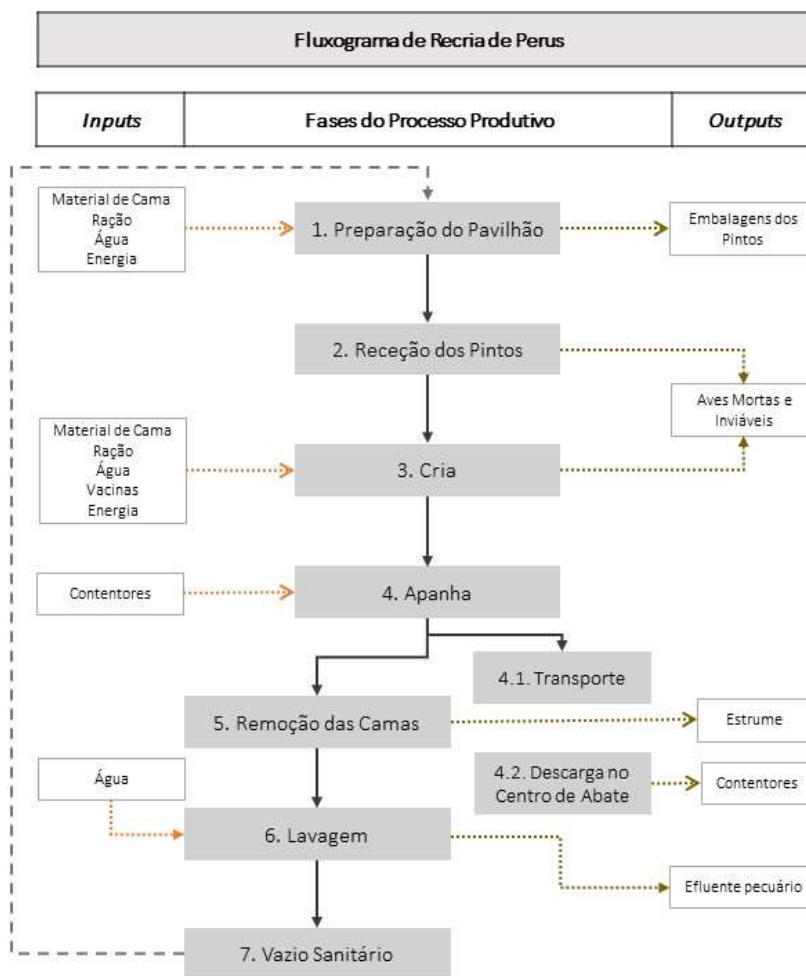 Fluxograma de Recria de Perus
Inputs
Fases do Processo Produtivo
Outputs
Material de Cama
Ração
Água
Energia
1. Preparação do Pavilhão
Embalagens dos
Pintos
2. Receção dos Pintos
Aves Mortas e
Inviáveis
Material de Cama
Ração
Água
Vacinas
Energia
3. Cria
Contentores
4. Apanha
4.1. Transporte
5. Remoção das Camas
Estrume
Água
4.2. Descarga no
Centro de Abate
Contentores
6. Lavagem
Efluente pecuário
7. Vazio Sanitário